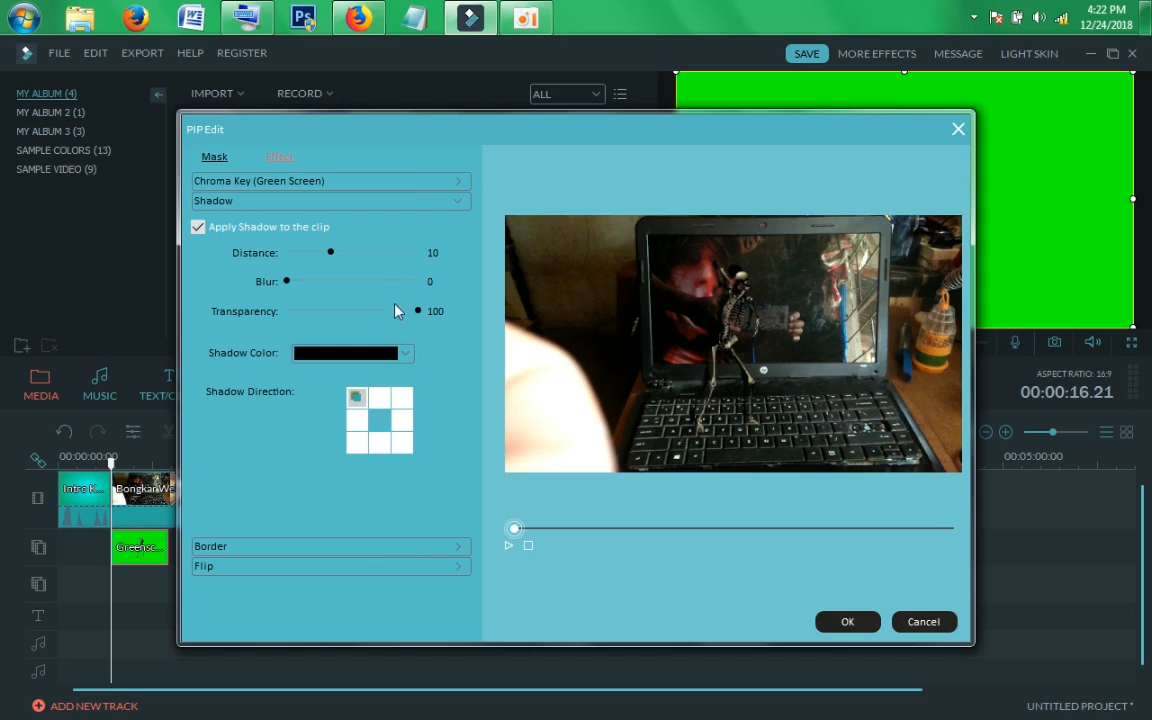 W
Ps
4:22 PM
12/24/2018
FILE EDIT EXPORT HELP REGISTER
SAVE MORE EFFECTS MESSAGE LIGHT SKIN
MY ALBUM (4)
MY ALBUM 2 (1)
MY ALBUM 3 (3)
SAMPLE COLORS (13)
SAMPLE VIDEO (9)
IMPORT RECORD ALL
PIP Edit
Mask Effect
Chroma Key (Green Screen)
Shadow
Apply Shadow to the clip
Distance: 10
Blur: 0
Transparency: 100
Shadow Color:
Shadow Direction:
Border
Flip
hp
OK Cancel
MEDIA MUSIC TEXT/C
ASPECT RATIO: 16:9
00:00:16.21
00:00:00:00
00:05:00:00
Intro K... BongkarWe
Greensc...
T
ADD NEW TRACK
UNTITLED PROJECT *